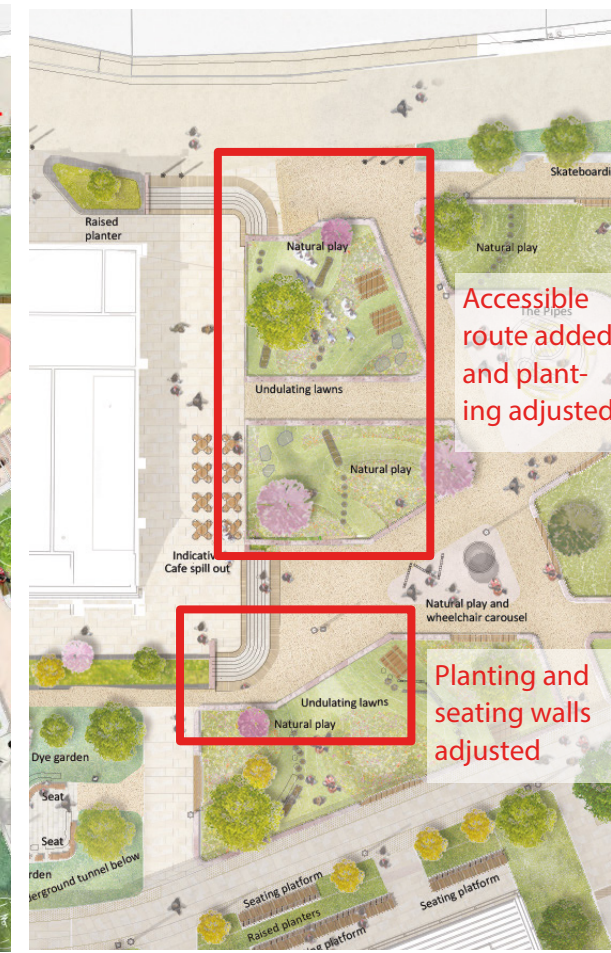 Skateboardi
Raised
planter
Natural play
Natural play
Accessible
The Pipes
route added
and plant-
ing adjusted
Undulating lawns
Natural play
Indicativ
Cafe spill out
Natural play and
wheelchair carousel
Planting and
seating walls
adjusted
Undulating lawns
Natural play
Dye garden
Seat
Seat
rden
erground tunnel below
Seating platform
Seating platform
Raised planters
platform